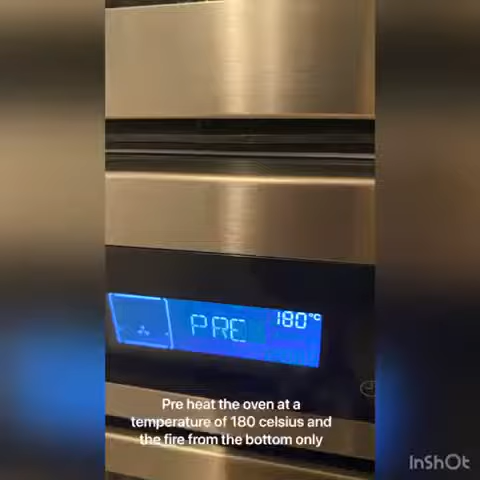 PRE
180°C
Pre heat the oven at a
temperature of 180 celsius and
the fire from the bottom only
InShOt